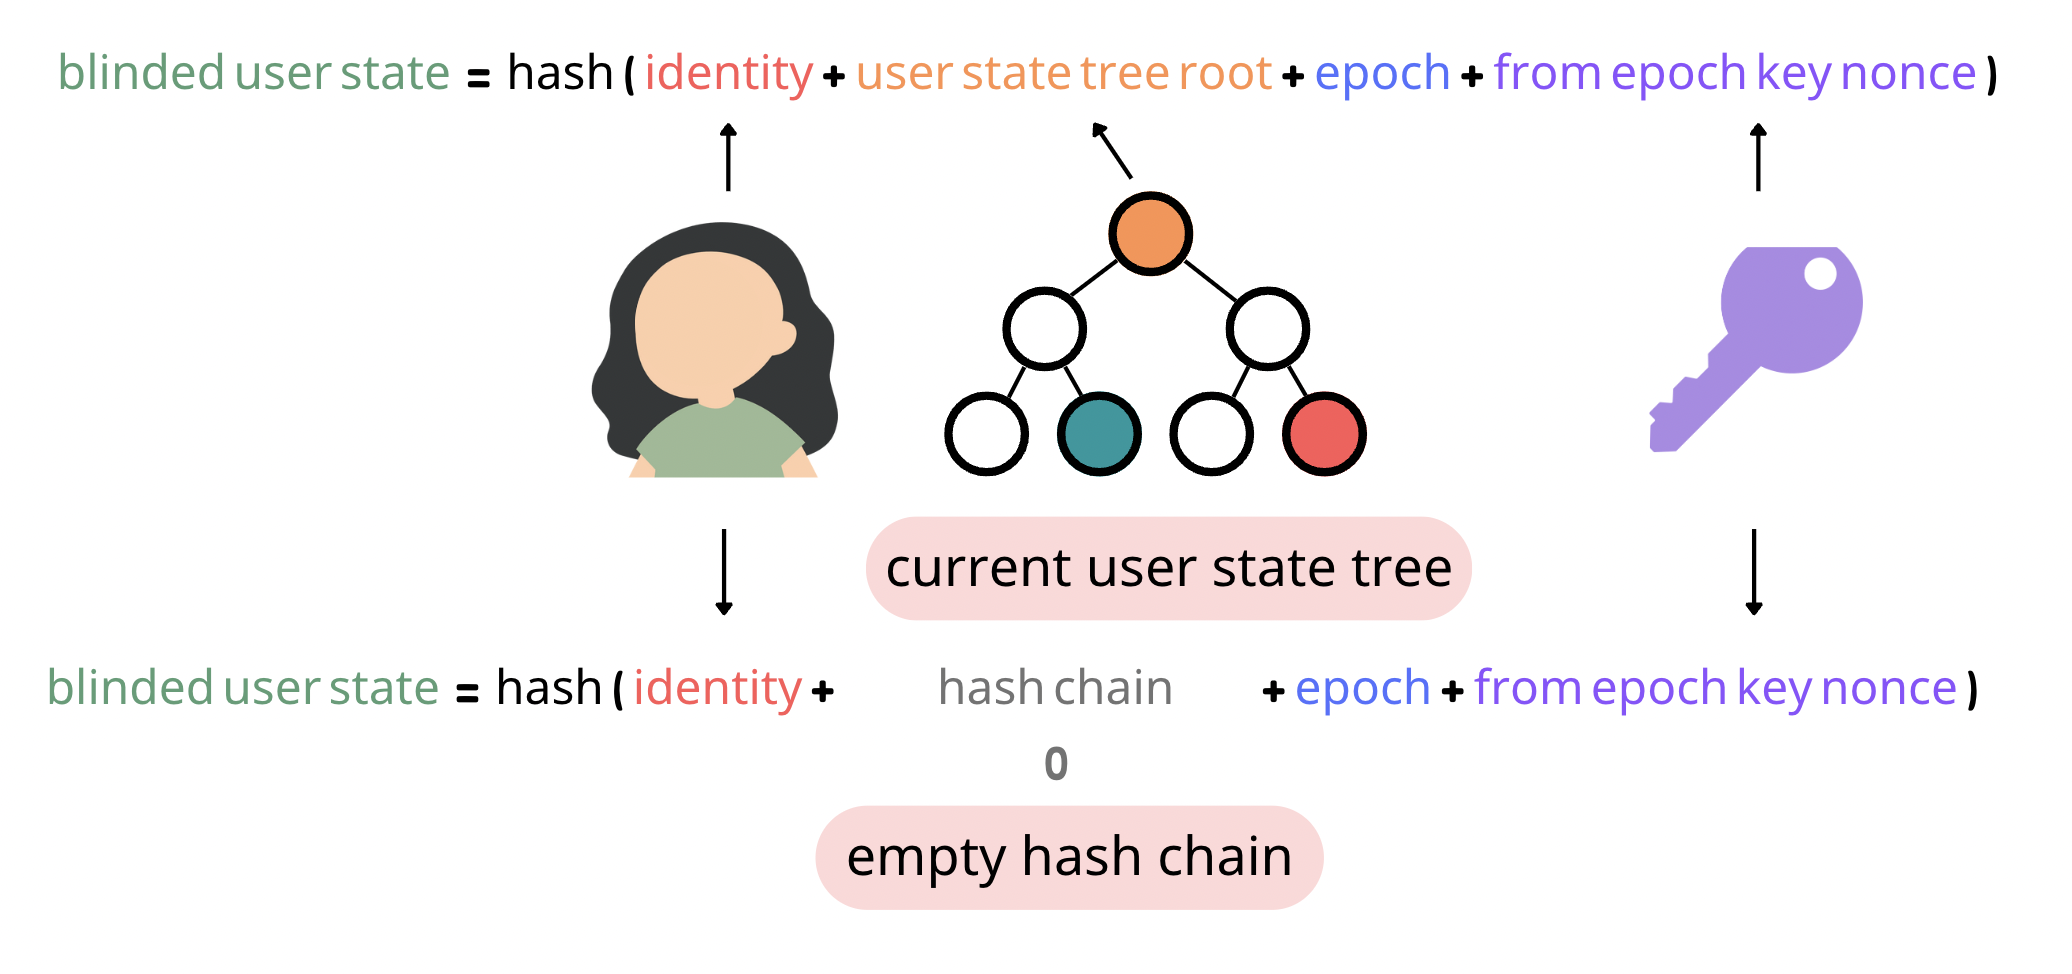 blinded user state = hash ( identity + user state tree root + epoch + from epoch key nonce )
current user state tree
blinded user state = hash ( identity + hash chain + epoch + from epoch key nonce )
0
empty hash chain